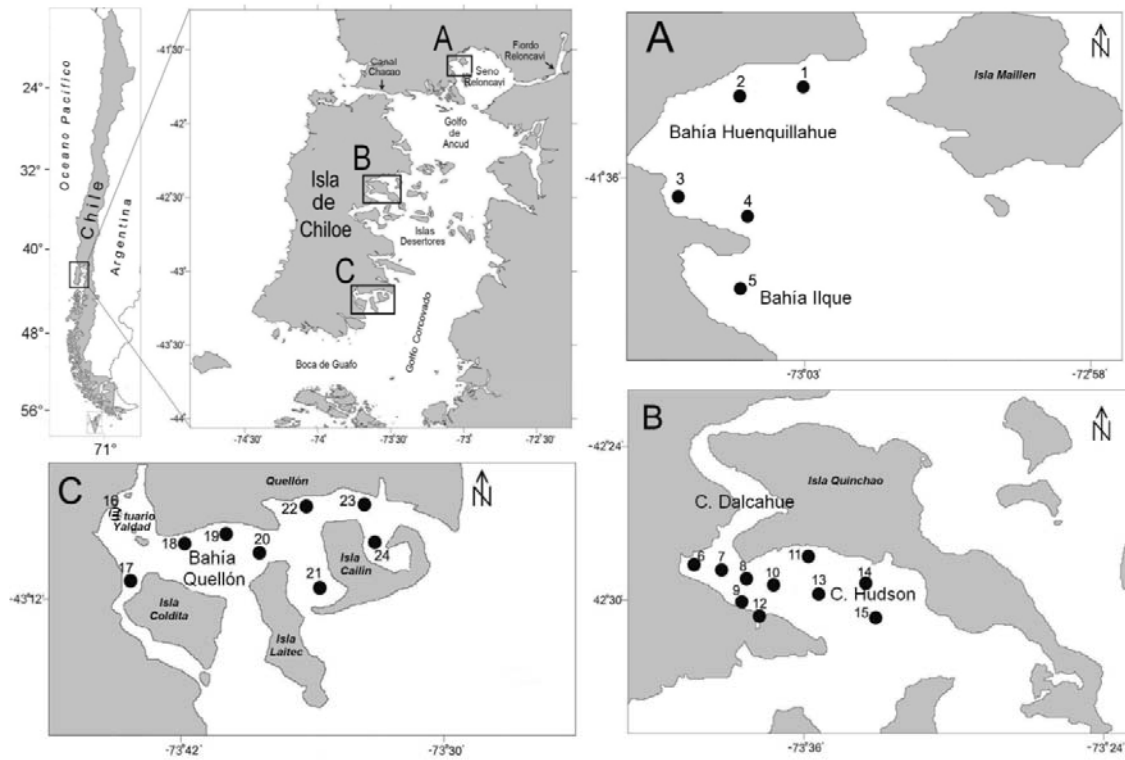 Oceano Pacífico
Chile
Argentina
24°
32°
40°
48°
56°
71°
-41°30'
-42°
-42°30'
-43°
-43°30'
-44°
-74°30'
-74°
-73°30'
-73°
-72°30'
A
B
C
Canal
Chacao
Seno
Reloncavi
Fiordo
Reloncavi
Golfo
de
Ancud
Isla
de
Chiloe
Islas
Desertores
Golfo Corcovado
Boca de Guafo
A
N
Isla Maillen
1
2
Bahía Huenquillahue
-41°36'
3
4
5
Bahía Ilque
-73°03
-72°58'
C
N
Quellón
16
Estuario
Yaldad
17
18
19
Bahía
Quellón
20
21
22
23
24
Isla
Cailín
Isla
Coldita
Isla
Laitec
-43°12
-73°42
-73°30
B
N
-42°24
Isla Quinchao
C. Dalcahue
6
7
8
9
10
11
12
13
14
15
C. Hudson
-42°30
-73°36
-73°24